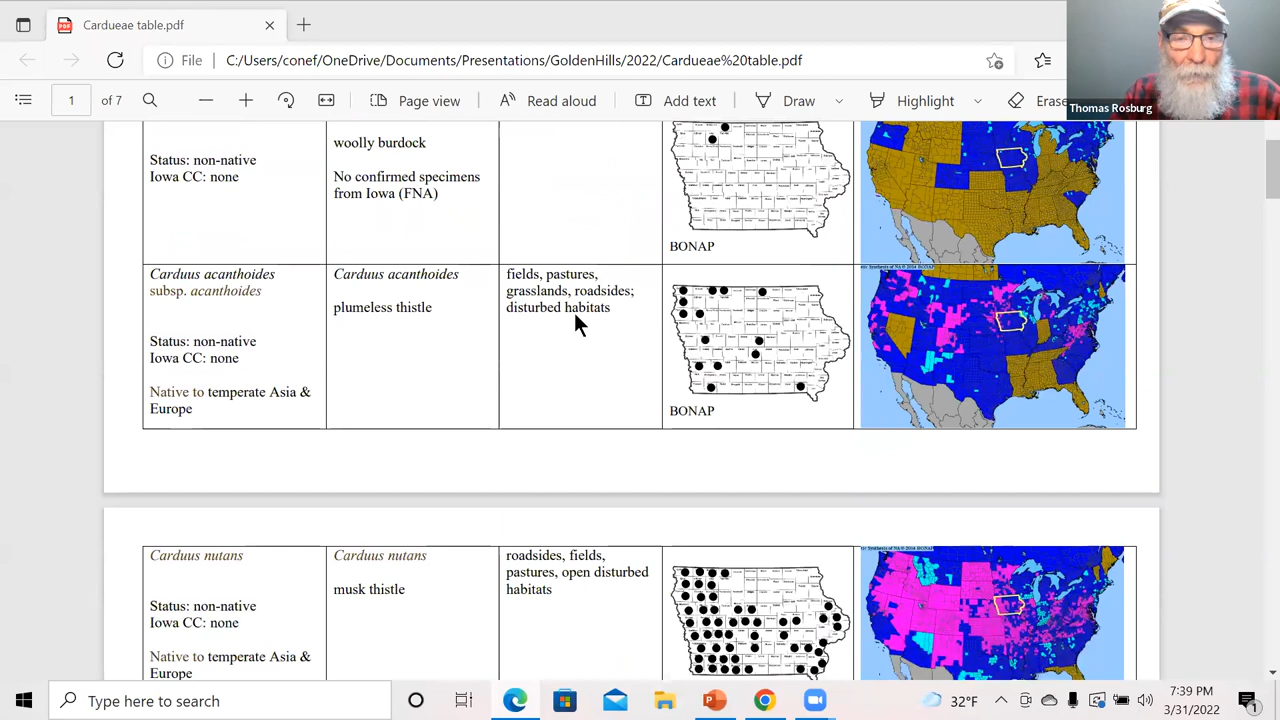 Cardueae table.pdf
File
C:/Users/conef/OneDrive/Documents/Presentations/GoldenHills/2022/Cardueae%20table.pdf
Thomas Rosburg
1 of 7
Page view
Read aloud
Add text
Draw
Highlight
Erase
woolly burdock
Status: non-native
Iowa CC: none
No confirmed specimens
from Iowa (FNA)
BONAP
Carduus acanthoides
subsp. acanthoides
Status: non-native
Iowa CC: none
Native to temperate Asia &
Europe
Carduus acanthoides
plumeless thistle
fields, pastures,
grasslands, roadsides;
disturbed habitats
BONAP
Carduus nutans
Status: non-native
Iowa CC: none
Native to temperate Asia &
Europe
Carduus nutans
musk thistle
roadsides, fields,
pastures, open disturbed
habitats
Type here to search
32°F
7:39 PM
3/31/2022
1